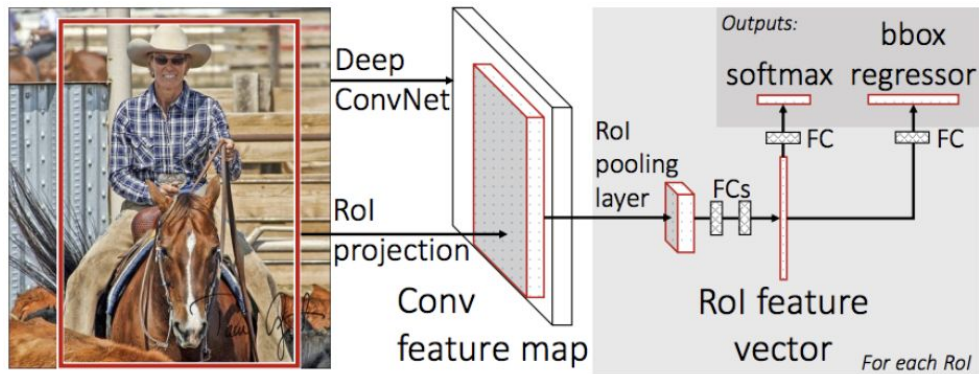 Deep
ConvNet
RoI
projection
Conv
feature map
RoI
pooling
layer
FCs
Outputs:
softmax
bbox
regressor
FC
FC
RoI feature
vector
For each RoI